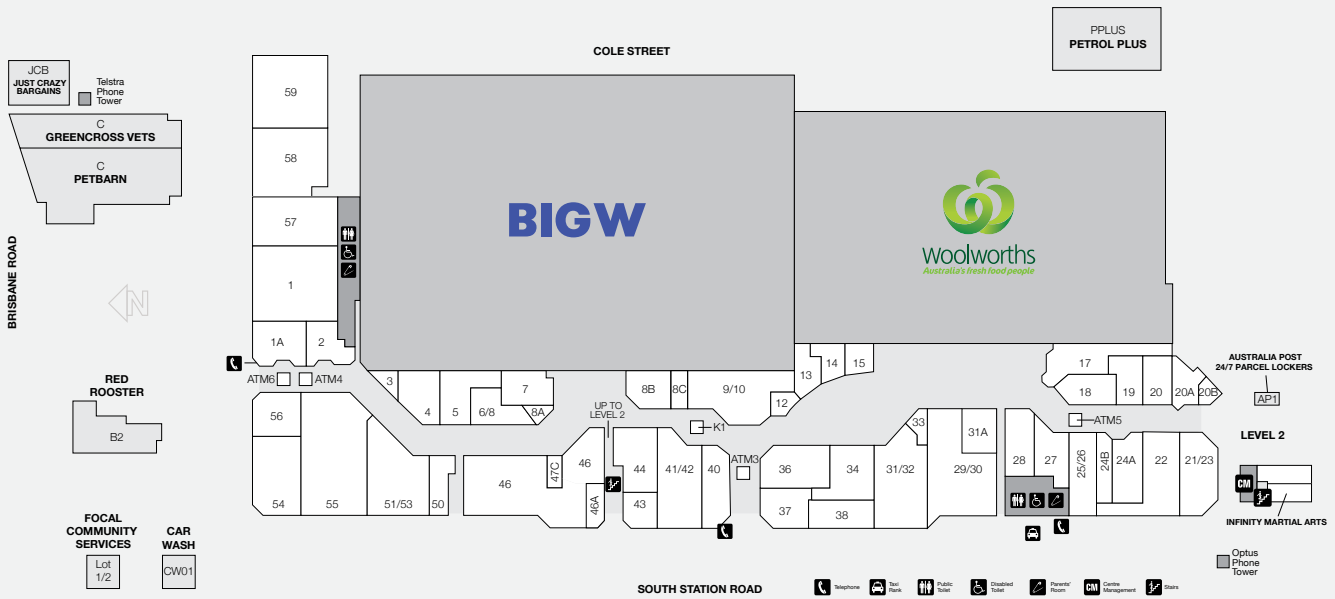 COLE STREET
PPLUS
PETROL PLUS
JCB
JUST CRAZY
BARGAINS
Telstra
Phone
Tower
C
GREENCROSS VETS
C
PETBARN
BRISBANE ROAD
N
59
58
57
1
1A
2
BIGW
Woolworths
Australia's fresh food people
ATM6
ATM4
3
4
5
6/8
7
8A
8B
8C
9/10
12
13
14
15
17
18
19
20
20A
20B
AUSTRALIA POST
24/7 PARCEL LOCKERS
AP1
RED
ROOSTER
B2
UP TO
LEVEL 2
K1
ATM3
ATM5
56
54
55
51/53
50
46
47C
46
46A
44
43
41/42
40
36
37
34
38
31/32
33
29/30
31A
28
27
25/26
24B
24A
22
21/23
LEVEL 2
CM
INFINITY MARTIAL ARTS
FOCAL
COMMUNITY
SERVICES
Lot
1/2
CAR
WASH
CW01
Optus
Phone
Tower
SOUTH STATION ROAD
Telephone
Taxi
Rank
Public
Toilet
Disabled
Toilet
Parents'
Room
CM
Centre
Management
Stairs